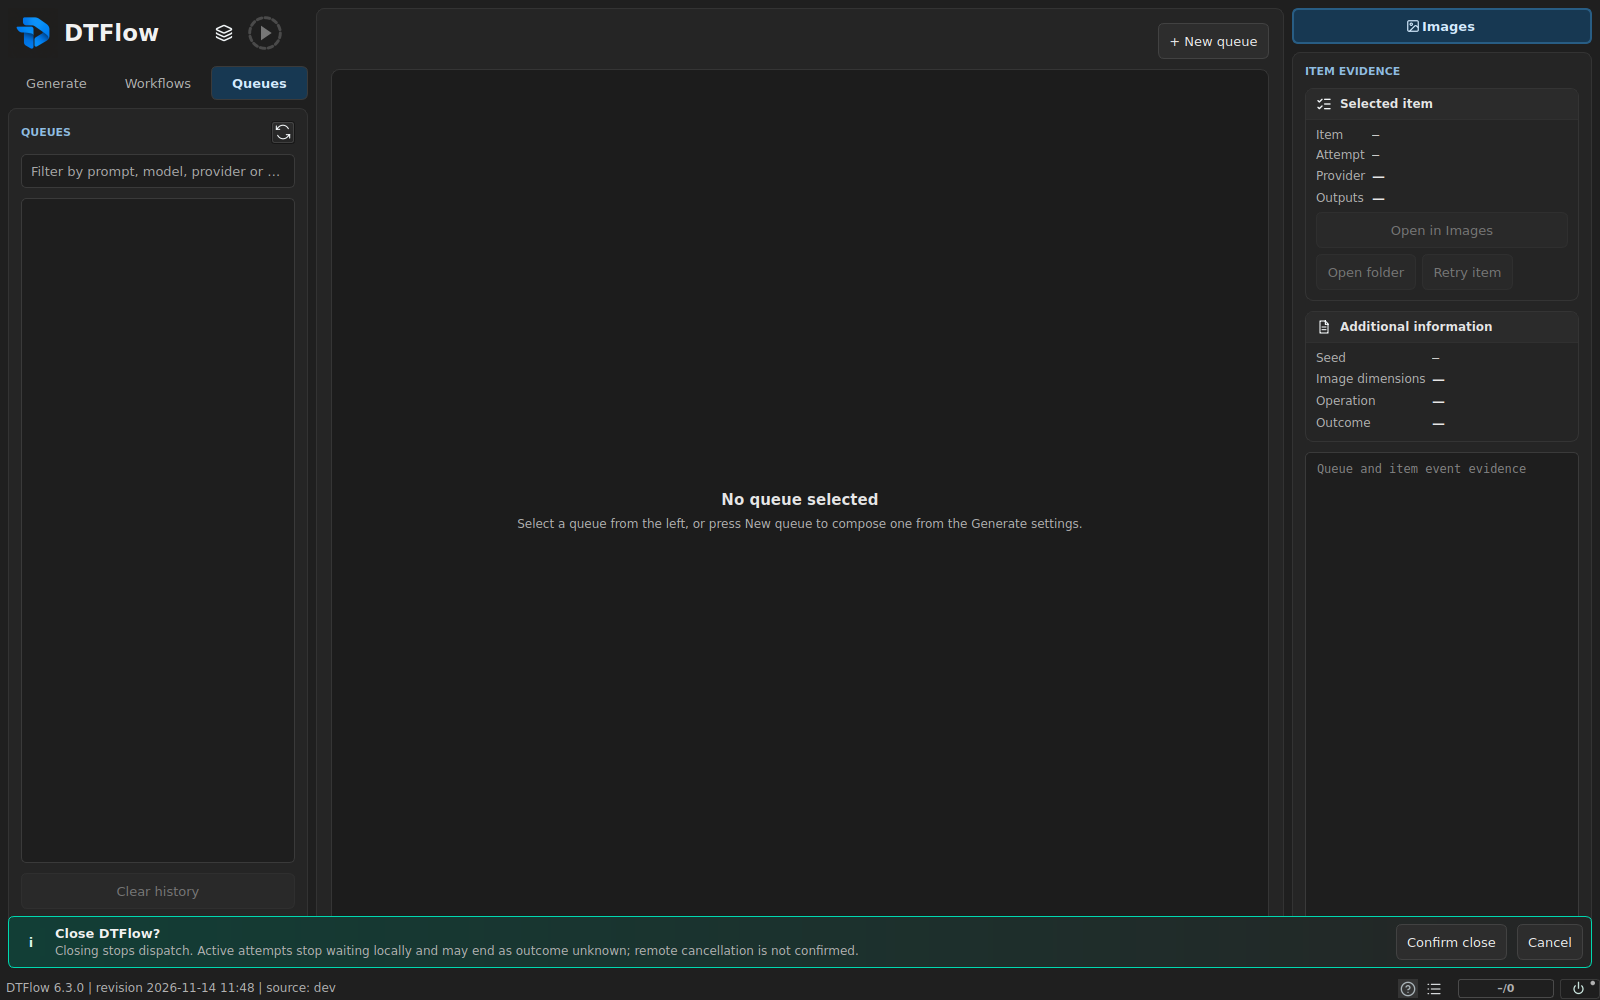 DTFlow
Generate
Workflows
Queues
QUEUES
Filter by prompt, model, provider or ...
Clear history
+ New queue
No queue selected
Select a queue from the left, or press New queue to compose one from the Generate settings.
Images
ITEM EVIDENCE
Selected item
Item –
Attempt –
Provider —
Outputs —
Open in Images
Open folder
Retry item
Additional information
Seed –
Image dimensions —
Operation —
Outcome —
Queue and item event evidence
Close DTFlow?
Closing stops dispatch. Active attempts stop waiting locally and may end as outcome unknown; remote cancellation is not confirmed.
Confirm close
Cancel
DTFlow 6.3.0 | revision 2026-11-14 11:48 | source: dev
–/0